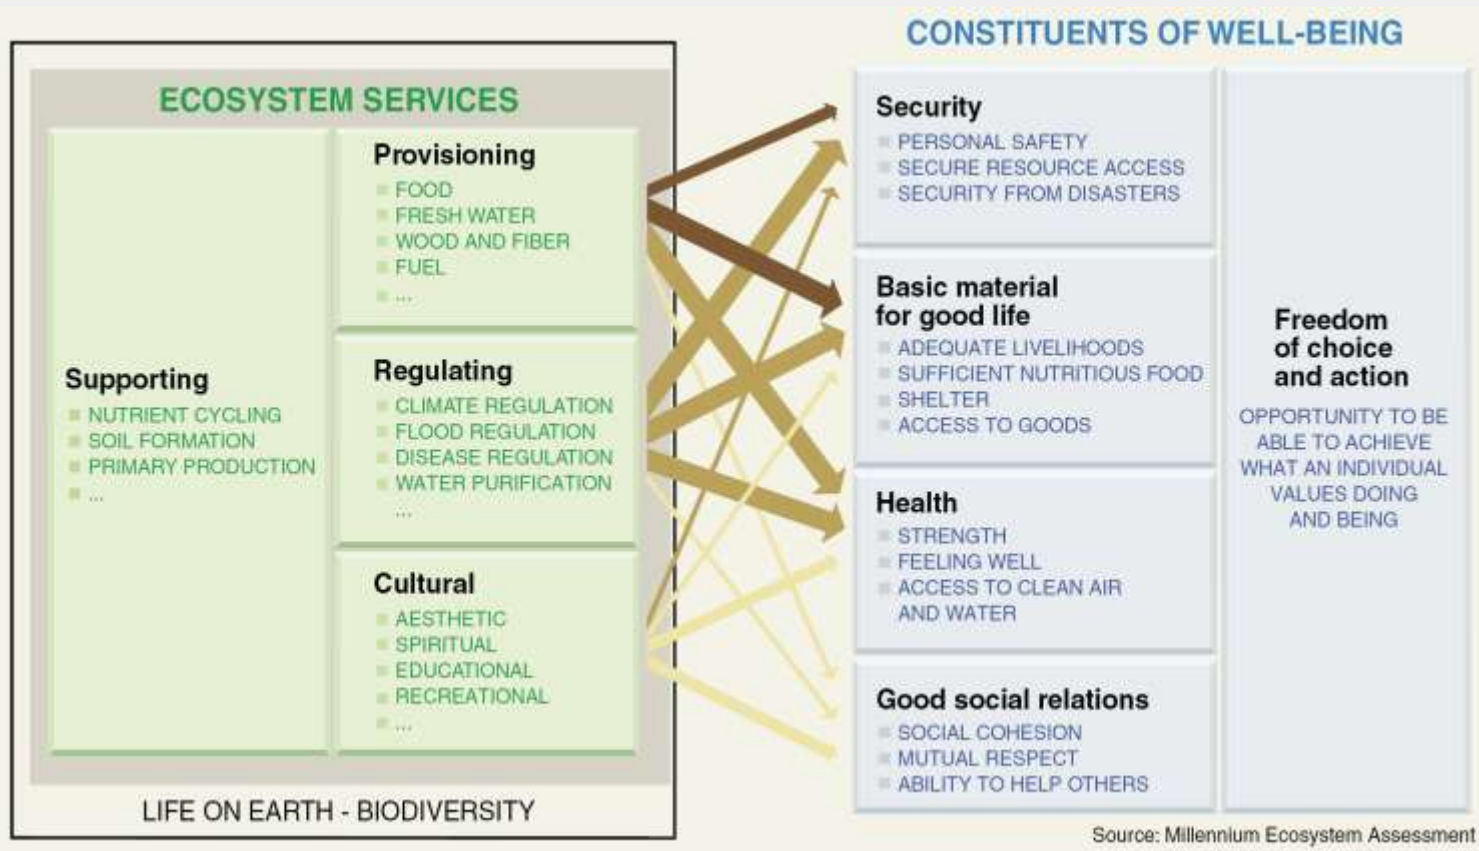 CONSTITUENTS OF WELL-BEING
ECOSYSTEM SERVICES
Supporting
NUTRIENT CYCLING
SOIL FORMATION
PRIMARY PRODUCTION
...
Provisioning
FOOD
FRESH WATER
WOOD AND FIBER
FUEL
...
Regulating
CLIMATE REGULATION
FLOOD REGULATION
DISEASE REGULATION
WATER PURIFICATION
...
Cultural
AESTHETIC
SPIRITUAL
EDUCATIONAL
RECREATIONAL
...
LIFE ON EARTH - BIODIVERSITY
Security
PERSONAL SAFETY
SECURE RESOURCE ACCESS
SECURITY FROM DISASTERS
Basic material
for good life
ADEQUATE LIVELIHOODS
SUFFICIENT NUTRITIOUS FOOD
SHELTER
ACCESS TO GOODS
Health
STRENGTH
FEELING WELL
ACCESS TO CLEAN AIR
AND WATER
Good social relations
SOCIAL COHESION
MUTUAL RESPECT
ABILITY TO HELP OTHERS
Freedom
of choice
and action
OPPORTUNITY TO BE
ABLE TO ACHIEVE
WHAT AN INDIVIDUAL
VALUES DOING
AND BEING
Source: Millennium Ecosystem Assessment